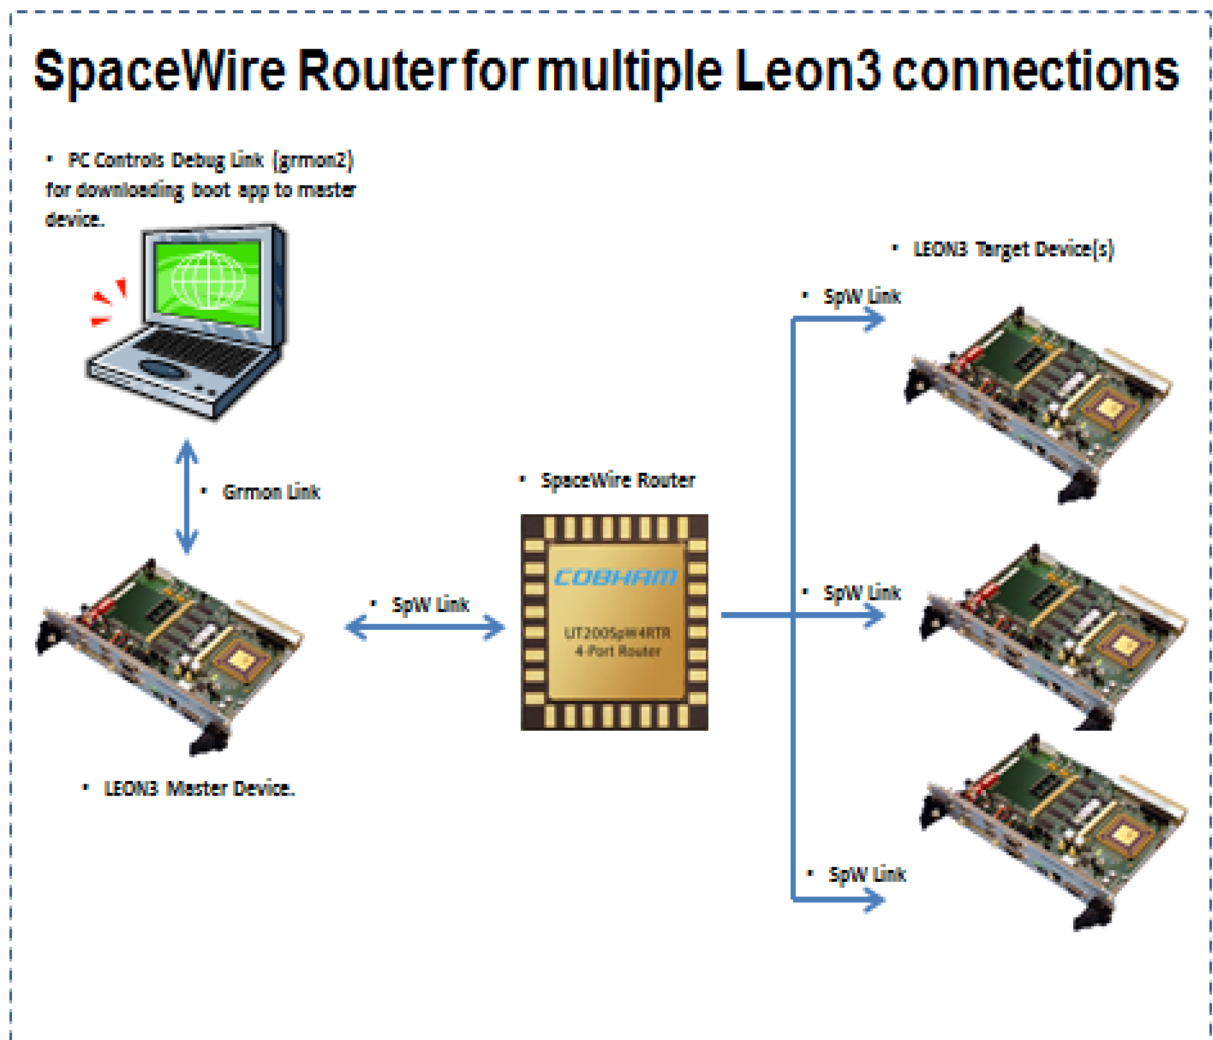 SpaceWire Router for multiple Leon3 connections
• PC Controls Debug Link (grmon2)
for downloading boot app to master
device.
• LEON3 Target Device(s)
• SpW Link
• Grmon Link
• SpaceWire Router
COBHAM
UT200SpW4RTR
4-Port Router
• SpW Link
• SpW Link
• LEON3 Master Device.
• SpW Link